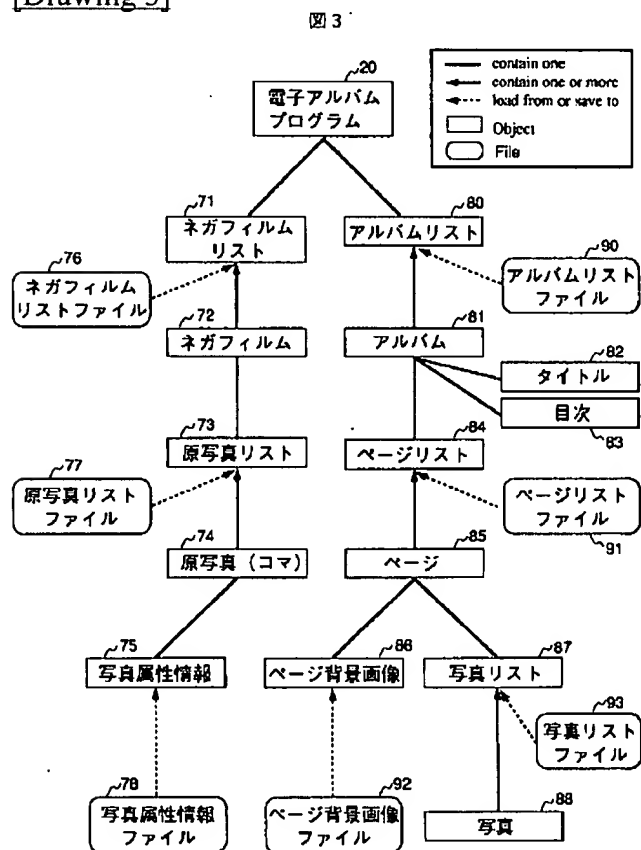 [Drawing 3]
図3
contain one
contain one or more
load from or save to
Object
File
20
電子アルバム
プログラム
71
ネガフィルム
リスト
80
アルバムリスト
76
ネガフィルム
リストファイル
90
アルバムリスト
ファイル
72
ネガフィルム
81
アルバム
82
タイトル
目次
83
73
原写真リスト
84
ページリスト
77
原写真リスト
ファイル
ページリスト
ファイル
91
74
原写真(コマ)
85
ページ
75
写真属性情報
86
ページ背景画像
87
写真リスト
93
写真リスト
ファイル
78
写真属性情報
ファイル
92
ページ背景画像
ファイル
88
写真